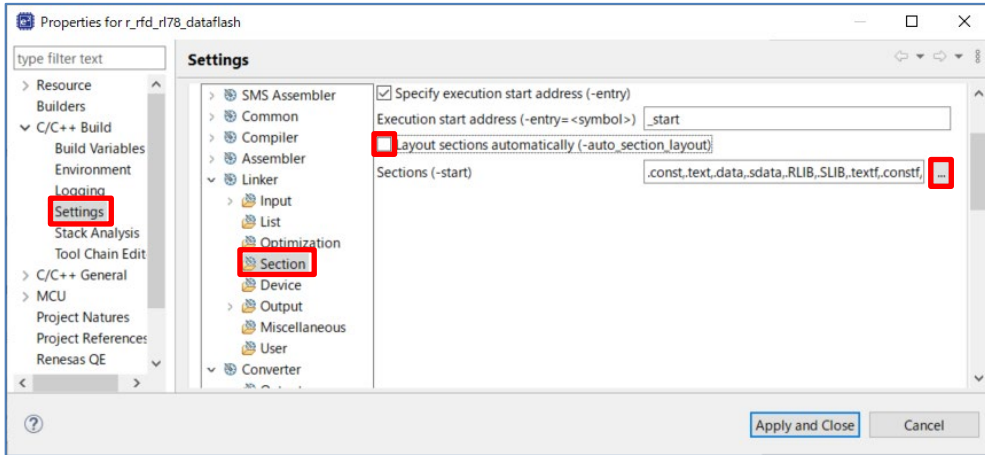 Properties for r_rfd_rl78_dataflash
type filter text
Settings
Resource
Builders
C/C++ Build
Build Variables
Environment
Logging
Settings
Stack Analysis
Tool Chain Edit
C/C++ General
MCU
Project Natures
Project References
Renesas QE
SMS Assembler
Common
Compiler
Assembler
Linker
Input
List
Optimization
Section
Device
Output
Miscellaneous
User
Converter
Specify execution start address (-entry)
Execution start address (-entry=<symbol>) _start
Layout sections automatically (-auto_section_layout)
Sections (-start) .const,.text,.data,.sdata,.RLIB,.SLIB,.textf,.constf, ...
Apply and Close
Cancel